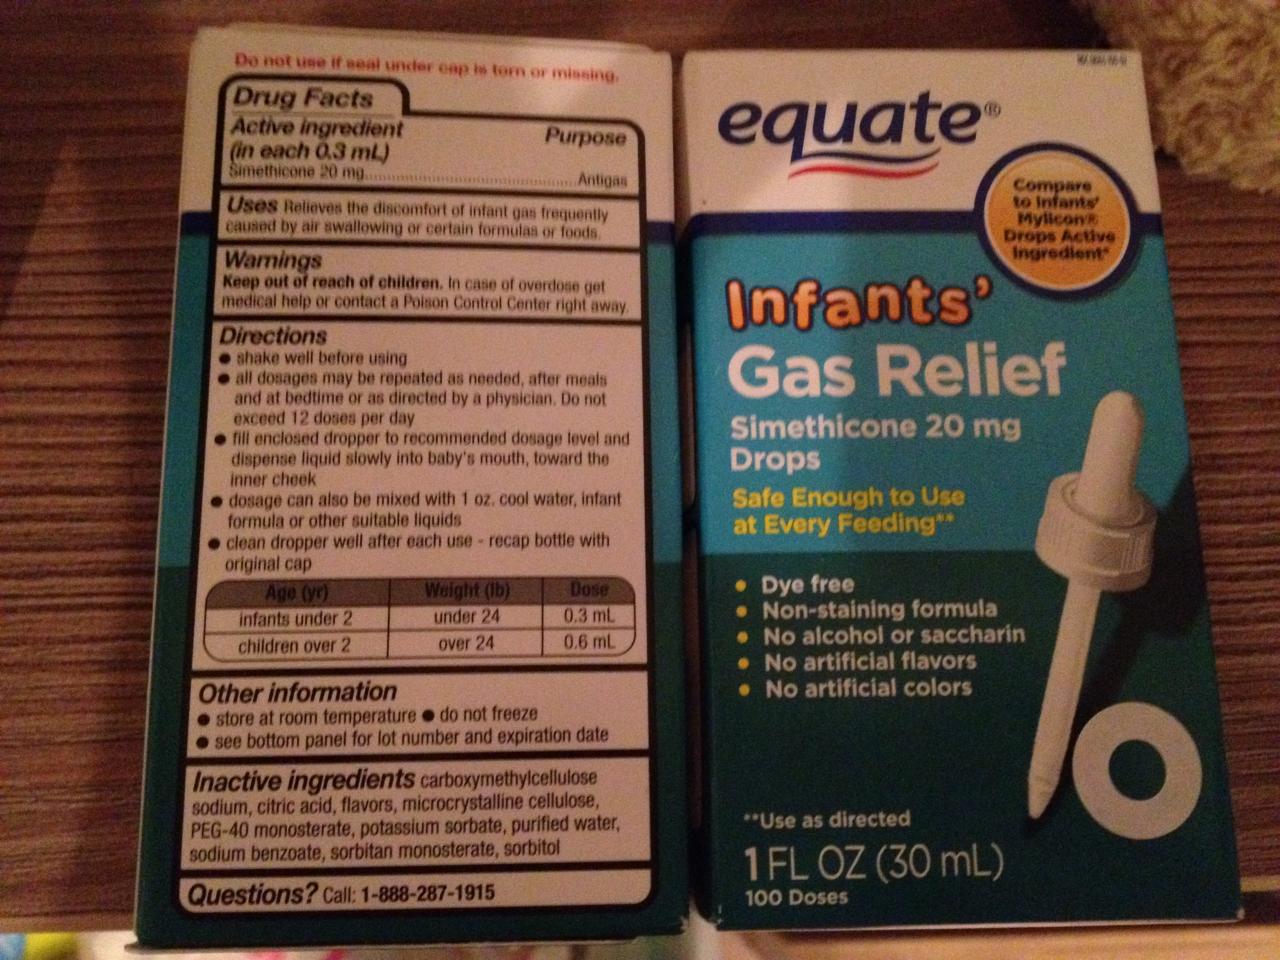 Do not use if seal under cap is torn or missing.
Drug Facts
Active ingredient
(in each 0.3 mL)
Purpose
Simethicone 20 mg..........Antigas
Uses Relieves the discomfort of infant gas frequently
caused by air swallowing or certain formulas or foods.
Warnings
Keep out of reach of children. In case of overdose get
medical help or contact a Poison Control Center right away.
Directions
● shake well before using
● all dosages may be repeated as needed, after meals
and at bedtime or as directed by a physician. Do not
exceed 12 doses per day
● fill enclosed dropper to recommended dosage level and
dispense liquid slowly into baby's mouth, toward the
inner cheek
● dosage can also be mixed with 1 oz. cool water, infant
formula or other suitable liquids
● clean dropper well after each use - recap bottle with
original cap
Age (yr) Weight (lb) Dose
infants under 2 under 24 0.3 mL
children over 2 over 24 0.6 mL
Other information
● store at room temperature ● do not freeze
● see bottom panel for lot number and expiration date
Inactive ingredients carboxymethylcellulose
sodium, citric acid, flavors, microcrystalline cellulose,
PEG-40 monosterate, potassium sorbate, purified water,
sodium benzoate, sorbitan monosterate, sorbitol
Questions? Call: 1-888-287-1915
equate®
Compare
to Infants'
Mylicon®
Drops Active
Ingredient*
Infants'
Gas Relief
Simethicone 20 mg
Drops
Safe Enough to Use
at Every Feeding**
• Dye free
• Non-staining formula
• No alcohol or saccharin
• No artificial flavors
• No artificial colors
**Use as directed
1 FL OZ (30 mL)
100 Doses